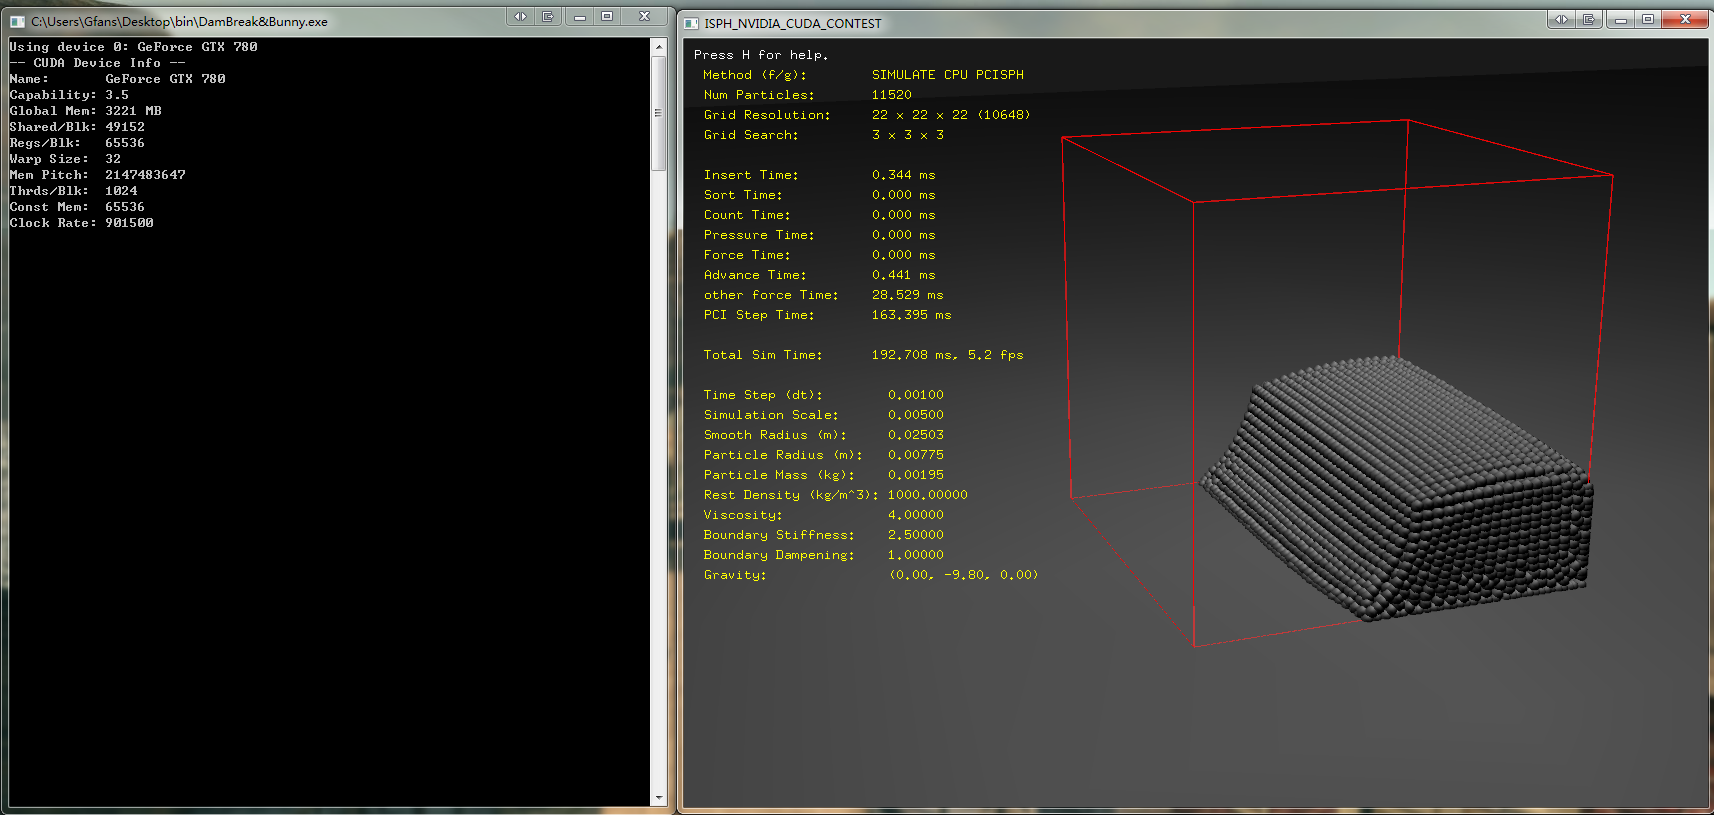 C:\Users\Gfans\Desktop\bin\DamBreak&Bunny.exe
Using device 0: GeForce GTX 780
-- CUDA Device Info --
Name:       GeForce GTX 780
Capability: 3.5
Global Mem: 3221 MB
Shared/Blk: 49152
Regs/Blk:   65536
Warp Size:  32
Mem Pitch:  2147483647
Thrds/Blk:  1024
Const Mem:  65536
Clock Rate: 901500
ISPH_NVIDIA_CUDA_CONTEST
Press H for help.
Method (f/g): SIMULATE CPU PCISPH
Num Particles: 11520
Grid Resolution: 22 x 22 x 22 (10648)
Grid Search: 3 x 3 x 3
Insert Time: 0.344 ms
Sort Time: 0.000 ms
Count Time: 0.000 ms
Pressure Time: 0.000 ms
Force Time: 0.000 ms
Advance Time: 0.441 ms
other force Time: 28.529 ms
PCI Step Time: 163.395 ms
Total Sim Time: 192.708 ms, 5.2 fps
Time Step (dt): 0.00100
Simulation Scale: 0.00500
Smooth Radius (m): 0.02503
Particle Radius (m): 0.00775
Particle Mass (kg): 0.00195
Rest Density (kg/m^3): 1000.00000
Viscosity: 4.00000
Boundary Stiffness: 2.50000
Boundary Dampening: 1.00000
Gravity: (0.00, -9.80, 0.00)